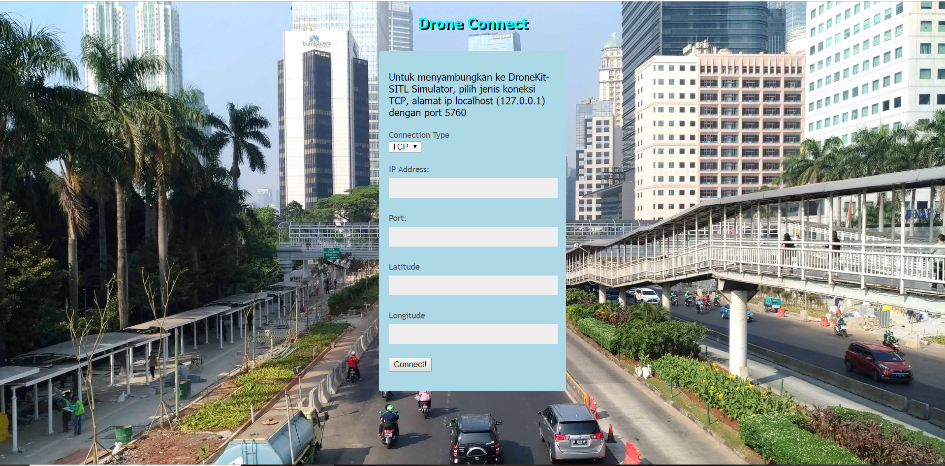 Drone Connect
Untuk menyambungkan ke DroneKit-
SITL Simulator, pilih jenis koneksi
TCP, alamat ip localhost (127.0.0.1)
dengan port 5760
Connection Type
TCP
IP Address:
Port:
Latitude
Longitude
Connect!